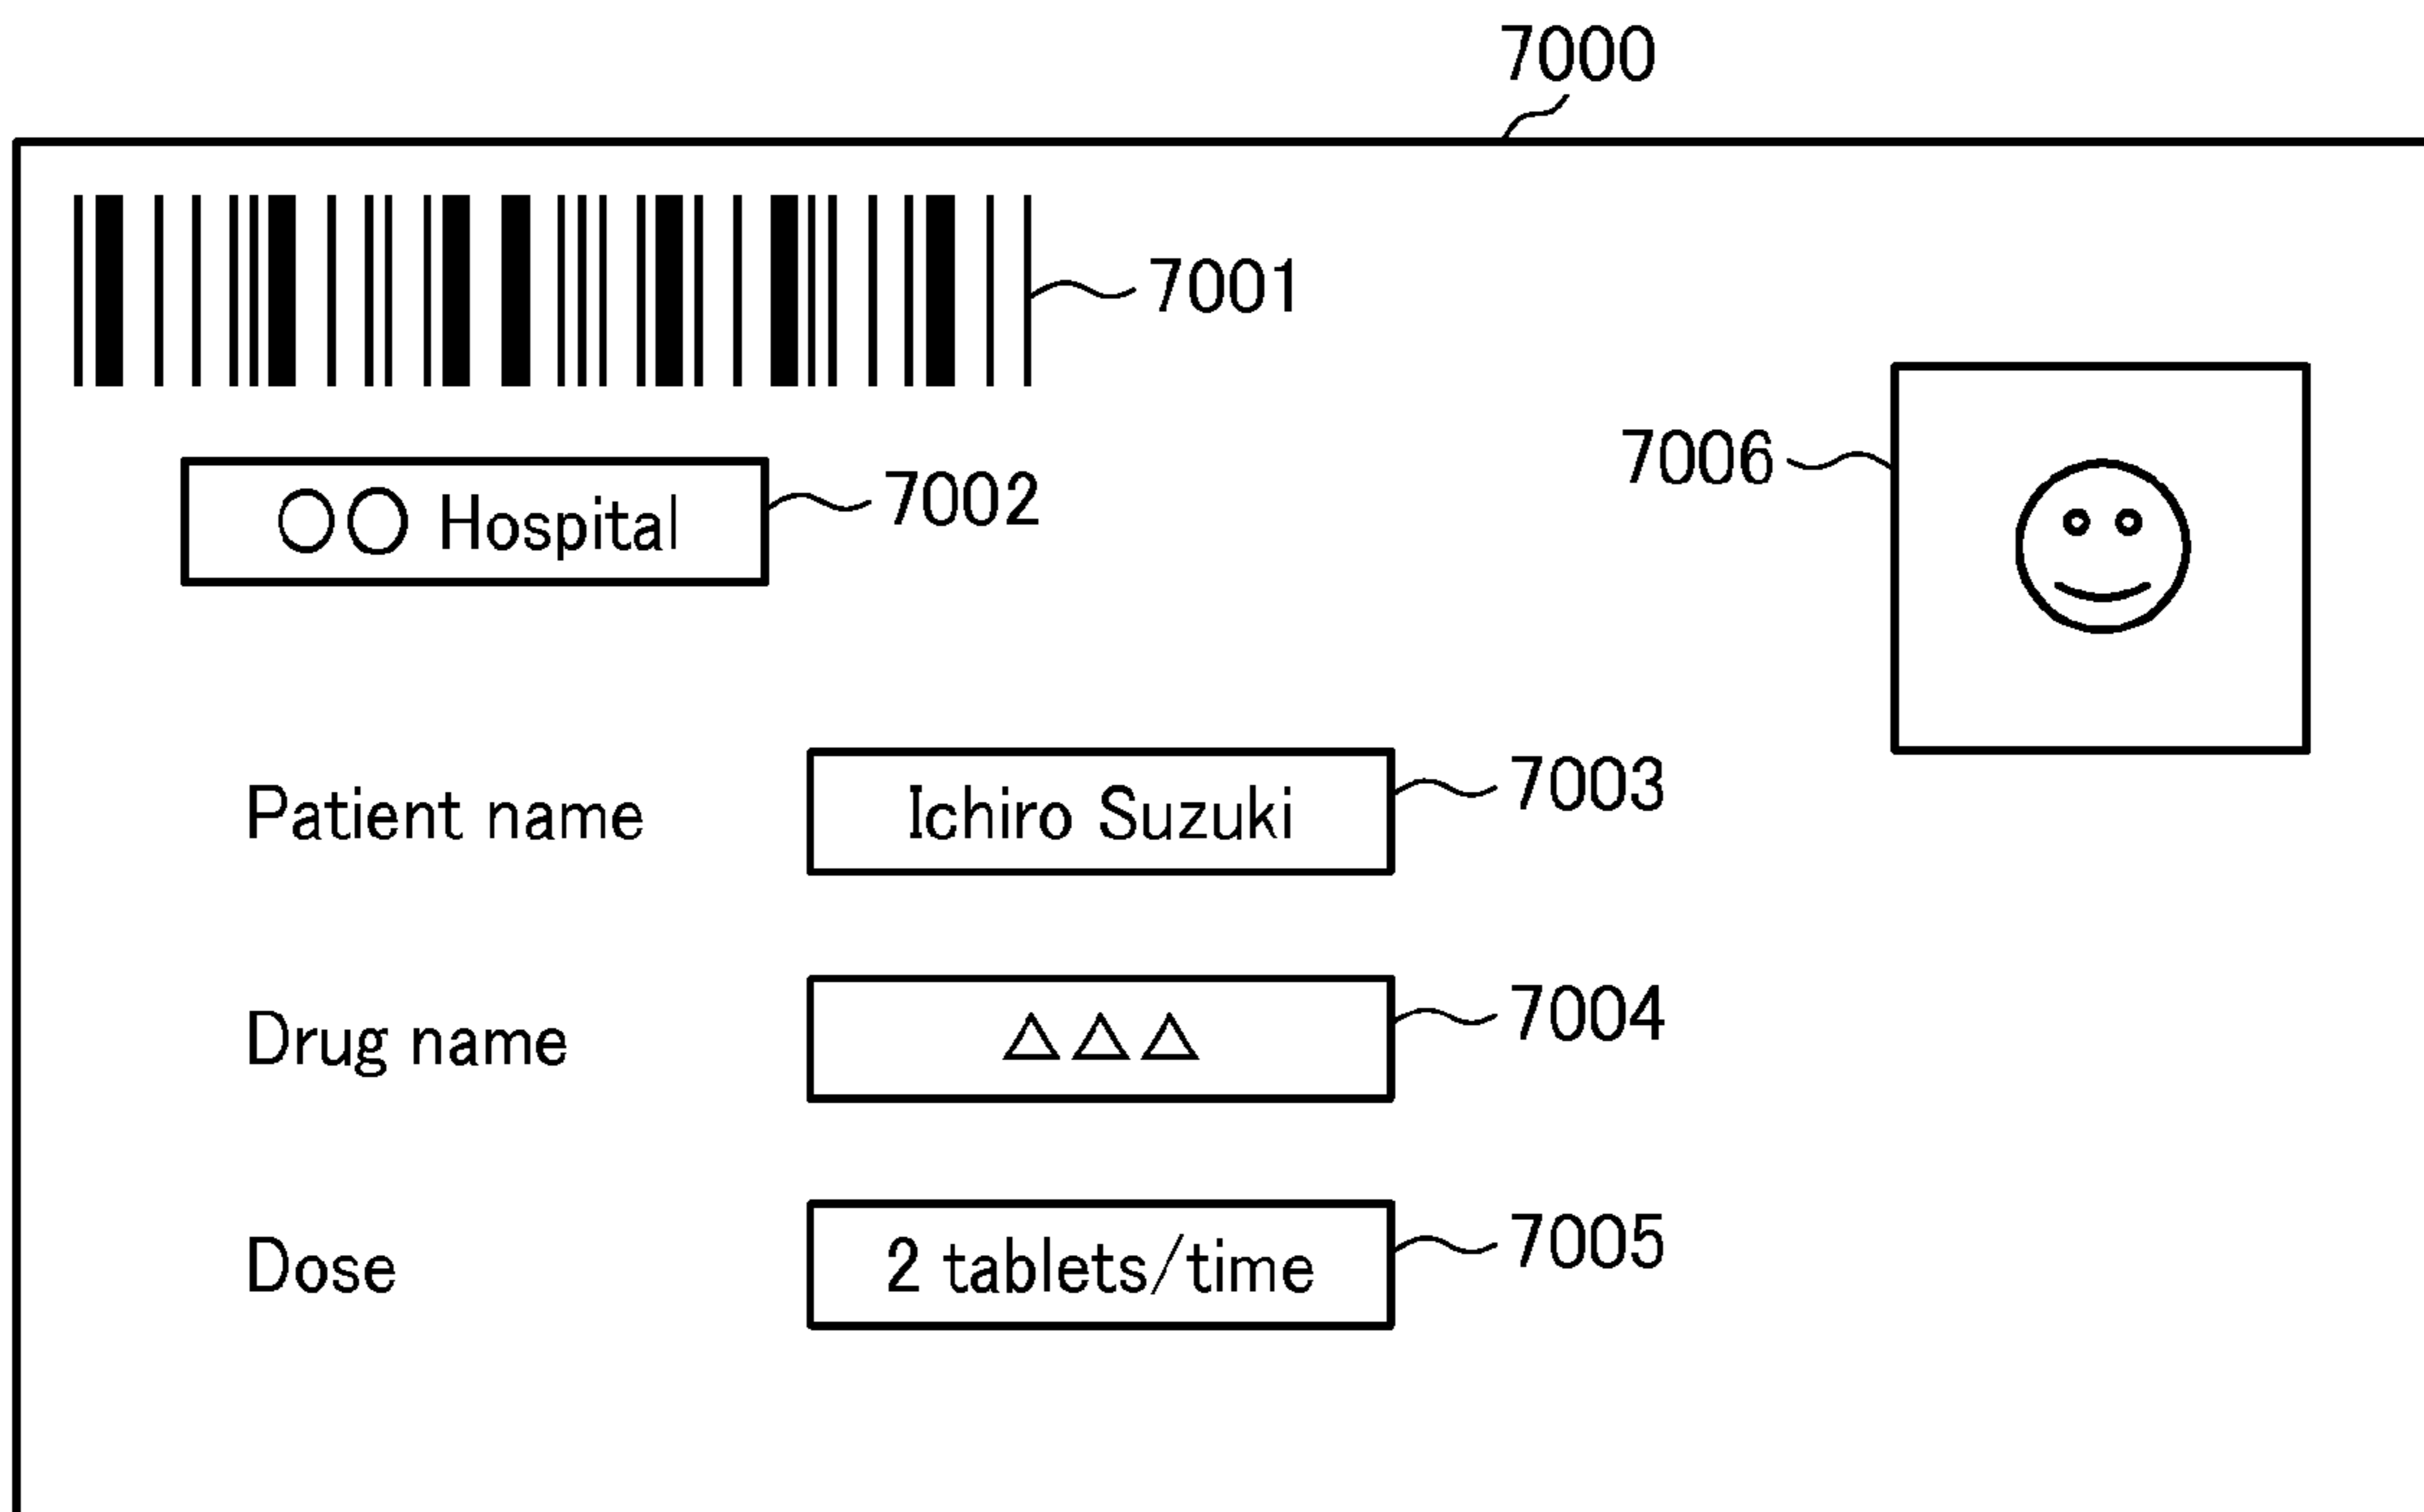 7000
7001
○○ Hospital 7002
7006
Patient name Ichiro Suzuki 7003
Drug name △△△ 7004
Dose 2 tablets/time 7005